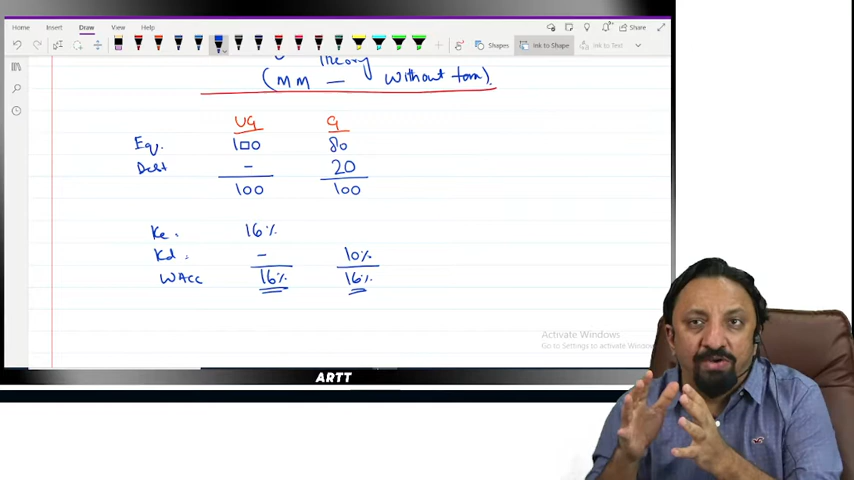 Home Insert Draw View Help Share
Shapes Ink to Shape Ink to Text
Theory
(MM — Without taxn).
UG G
Eq. 100 80
Debt - 20
100 100
Ke. 16%
Kd. - 10%
WACC 16% 16%
Activate Windows
Go to Settings to activate Windows
ARTT